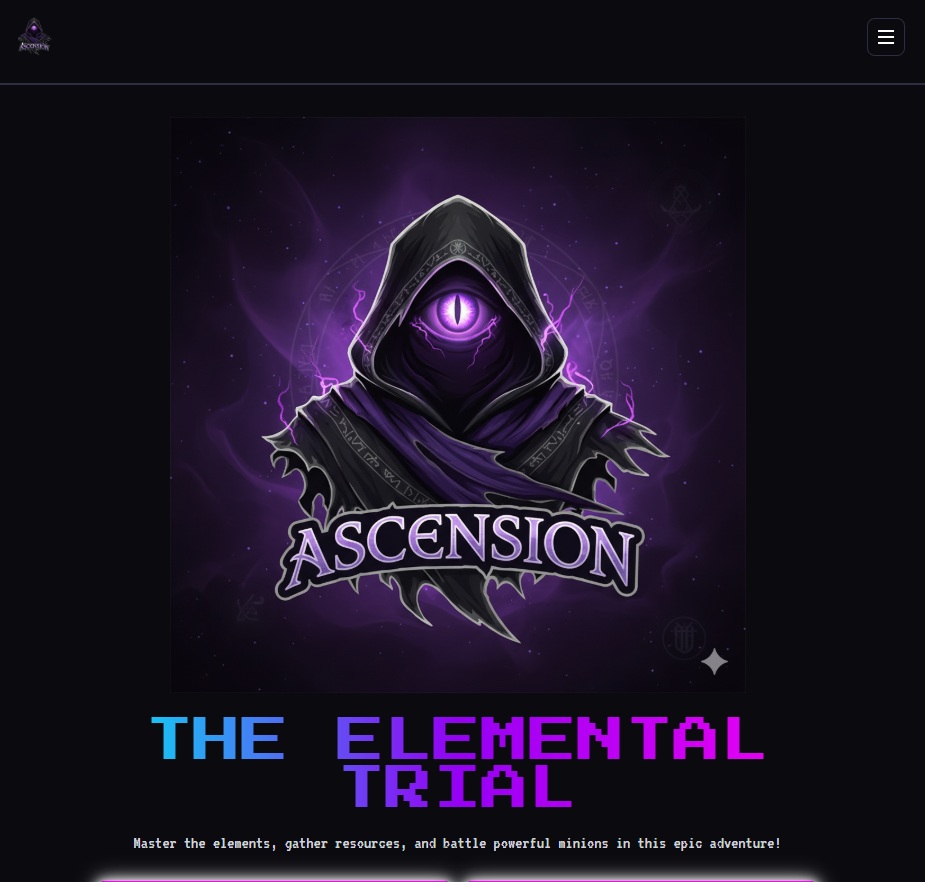 ASCENSION
ASCENSION
THE ELEMENTAL
TRIAL
Master the elements, gather resources, and battle powerful minions in this epic adventure!